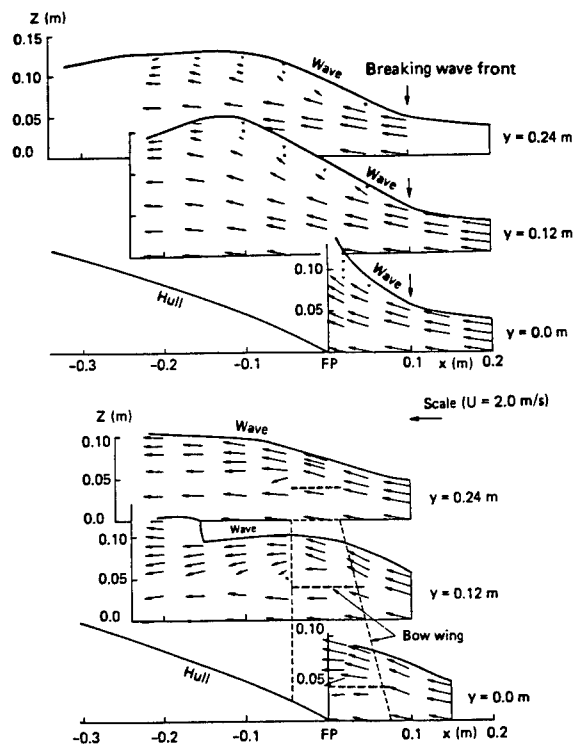 Z (m)
0.15
0.10
0.05
0.0
Wave
Breaking wave front
y = 0.24 m
Wave
y = 0.12 m
0.10
0.05
Wave
y = 0.0 m
Hull
−0.3 −0.2 −0.1 FP 0.1 x (m) 0.2
Scale (U = 2.0 m/s)
Z (m)
0.10
0.05
0.0
Wave
y = 0.24 m
0.10
0.05
0.0
Wave
y = 0.12 m
Bow wing
0.10
0.05
y = 0.0 m
Hull
−0.3 −0.2 −0.1 FP 0.1 x (m) 0.2